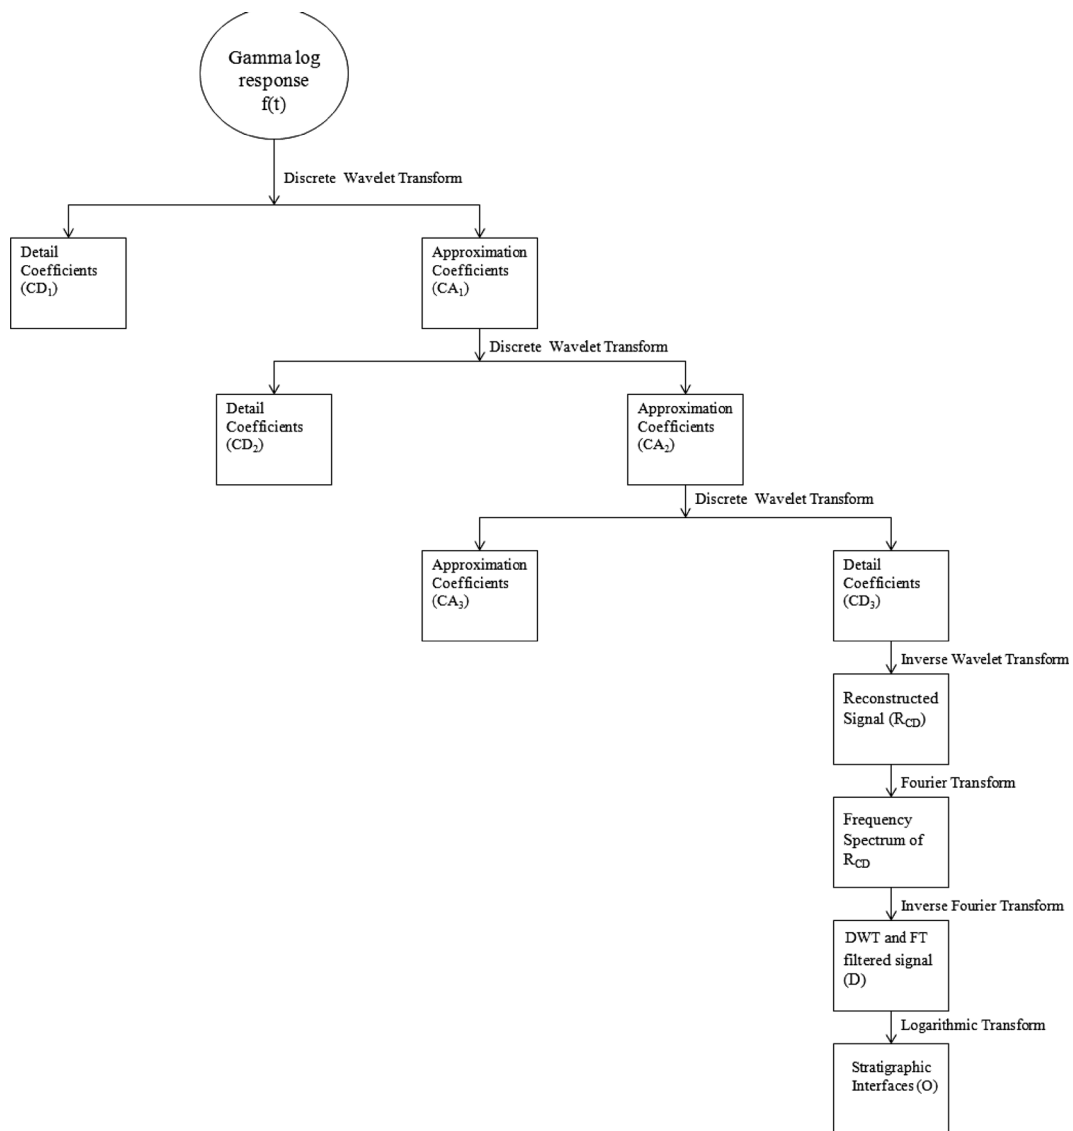 Gamma log
response
f(t)
Discrete Wavelet Transform
Detail
Coefficients
(CD₁)
Approximation
Coefficients
(CA₁)
Discrete Wavelet Transform
Detail
Coefficients
(CD₂)
Approximation
Coefficients
(CA₂)
Discrete Wavelet Transform
Approximation
Coefficients
(CA₃)
Detail
Coefficients
(CD₃)
Inverse Wavelet Transform
Reconstructed
Signal (R_CD)
Fourier Transform
Frequency
Spectrum of
R_CD
Inverse Fourier Transform
DWT and FT
filtered signal
(D)
Logarithmic Transform
Stratigraphic
Interfaces (O)